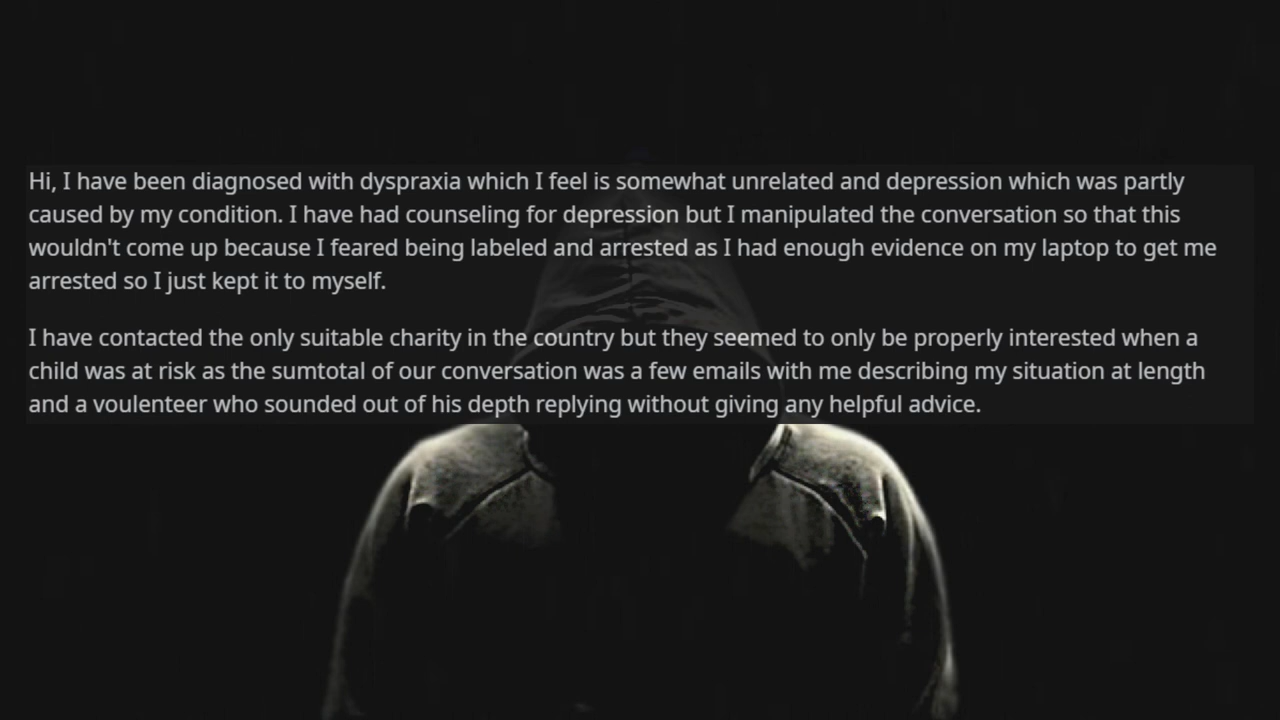 Hi, I have been diagnosed with dyspraxia which I feel is somewhat unrelated and depression which was partly
caused by my condition. I have had counseling for depression but I manipulated the conversation so that this
wouldn't come up because I feared being labeled and arrested as I had enough evidence on my laptop to get me
arrested so I just kept it to myself.
I have contacted the only suitable charity in the country but they seemed to only be properly interested when a
child was at risk as the sumtotal of our conversation was a few emails with me describing my situation at length
and a voulenteer who sounded out of his depth replying without giving any helpful advice.